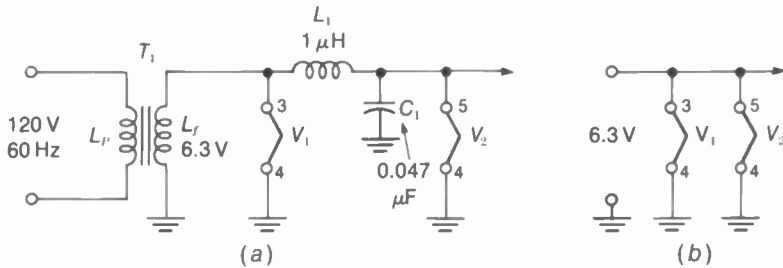 L₁
1 μH
T₁
120 V
60 Hz
Lₚ
L_f
6.3 V
3
V₁
4
C₁
0.047
μF
5
V₂
4
(a)
6.3 V
3
V₁
4
5
V₂
4
(b)